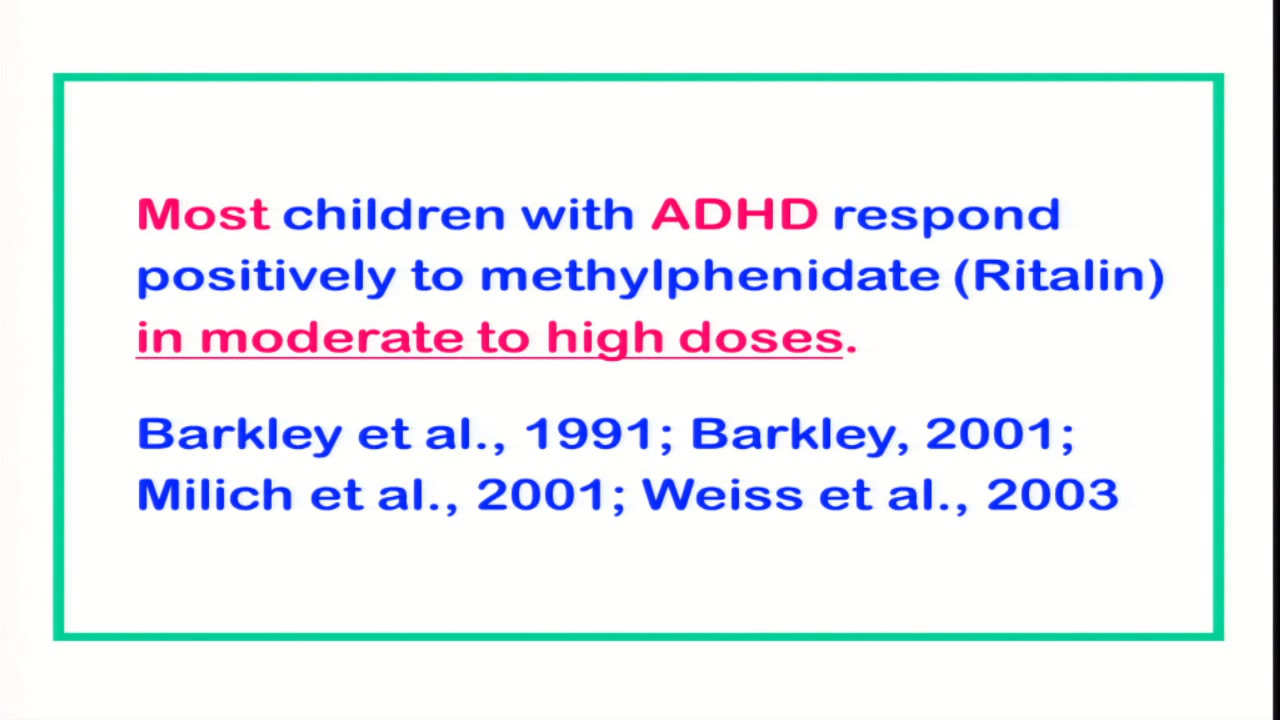 Most children with ADHD respond
positively to methylphenidate (Ritalin)
in moderate to high doses.
Barkley et al., 1991; Barkley, 2001;
Milich et al., 2001; Weiss et al., 2003